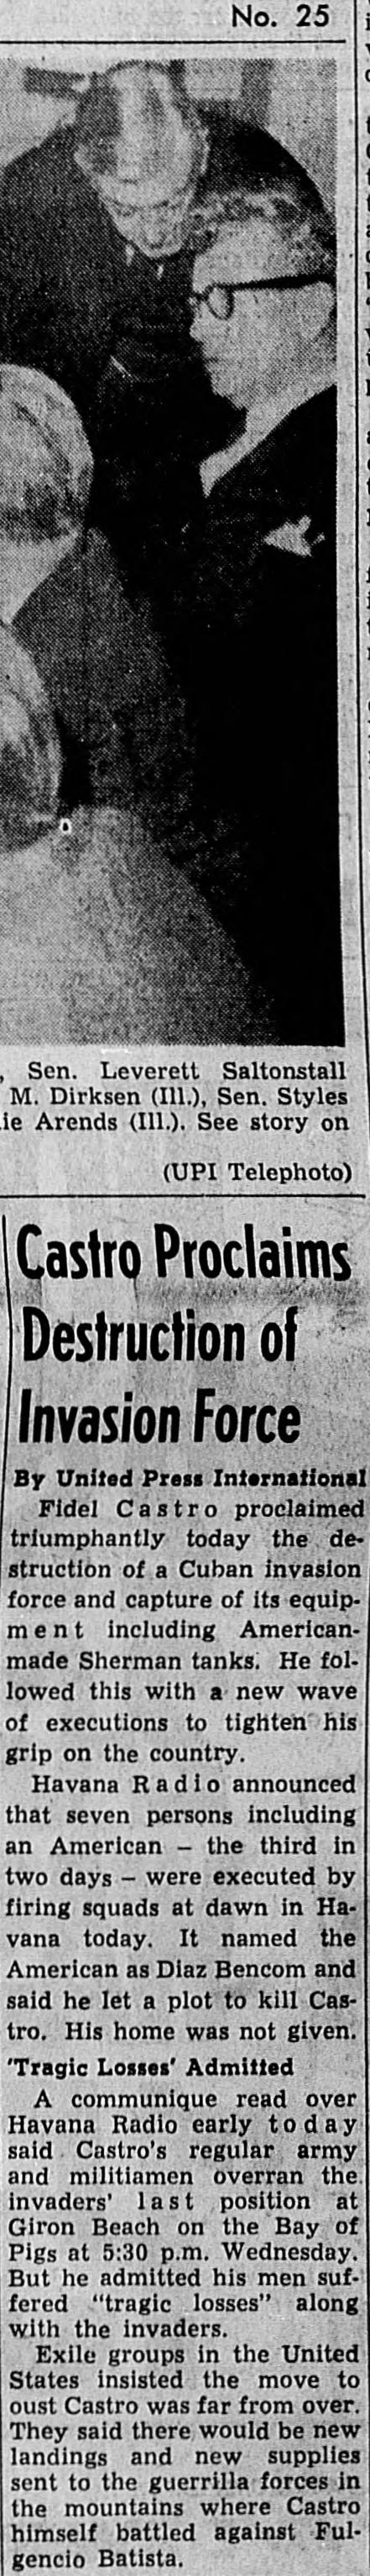 No. 25
, Sen. Leverett Saltonstall
M. Dirksen (Ill.), Sen. Styles
ie Arends (Ill.). See story on
(UPI Telephoto)
Castro Proclaims
Destruction of
Invasion Force
By United Press International
Fidel Castro proclaimed
triumphantly today the de-
struction of a Cuban invasion
force and capture of its equip-
ment including American-
made Sherman tanks. He fol-
lowed this with a new wave
of executions to tighten his
grip on the country.
Havana Radio announced
that seven persons including
an American — the third in
two days — were executed by
firing squads at dawn in Ha-
vana today. It named the
American as Diaz Bencom and
said he let a plot to kill Cas-
tro. His home was not given.
'Tragic Losses' Admitted
A communique read over
Havana Radio early today
said Castro's regular army
and militiamen overran the
invaders' last position at
Giron Beach on the Bay of
Pigs at 5:30 p.m. Wednesday.
But he admitted his men suf-
fered "tragic losses" along
with the invaders.
Exile groups in the United
States insisted the move to
oust Castro was far from over.
They said there would be new
landings and new supplies
sent to the guerrilla forces in
the mountains where Castro
himself battled against Ful-
gencio Batista.